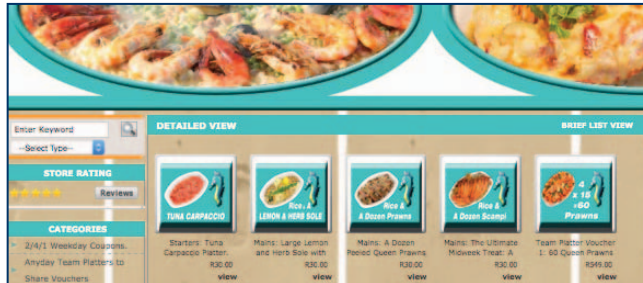 Enter Keyword
--Select Type--
STORE RATING
Reviews
CATEGORIES
2/4/1 Weekday Coupons.
Anyday Team Platters to
Share Vouchers
DETAILED VIEW
BRIEF LIST VIEW
TUNA CARPACCIO
Starters: Tuna
Carpaccio Platter.
R30.00
view
Rice &
LEMON & HERB SOLE
Mains: Large Lemon
and Herb Sole with
R30.00
view
Rice &
A Dozen Prawns
Mains: A Dozen
Peeled Queen Prawns
R30.00
view
Rice &
A Dozen Scampi
Mains: The Ultimate
Midweek Treat: A
R30.00
view
4
x 15
=60
Prawns
Team Platter Voucher
1: 60 Queen Prawns
R549.00
view